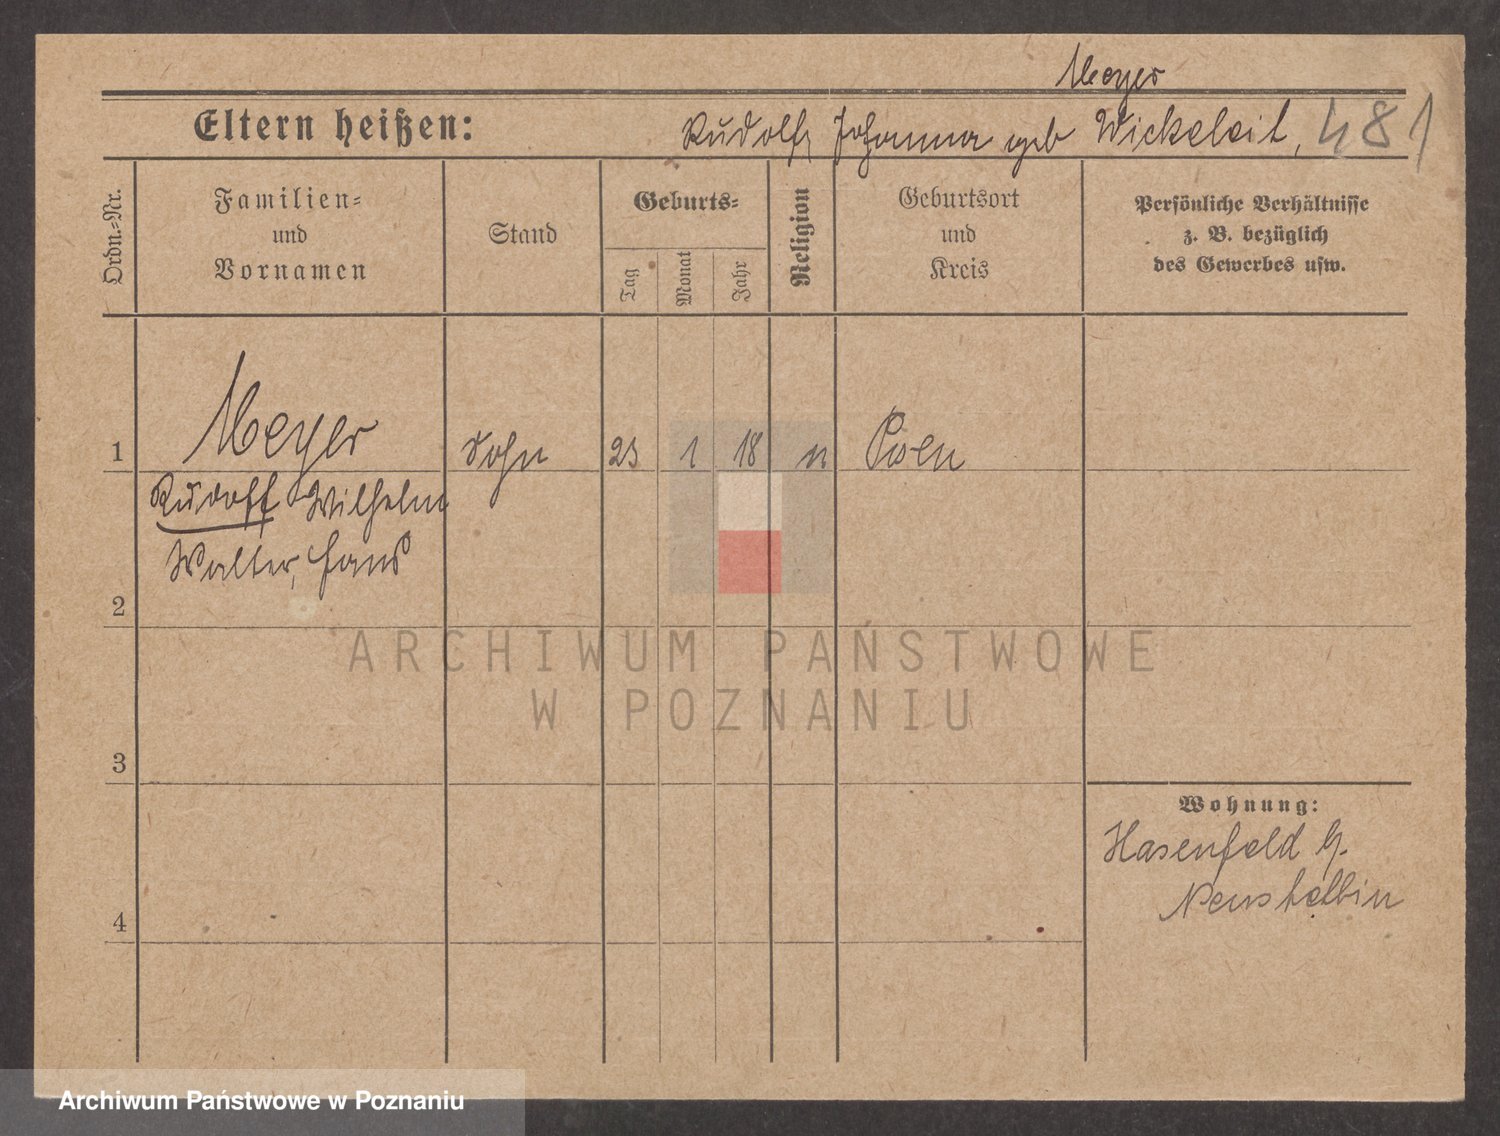 Meyer
Eltern heißen: Rudolf, Johanna geb Wickeleit, 481
Ordn.-Nr.
Familien-
und
Vornamen
Stand
Geburts-
Tag
Monat
Jahr
Religion
Geburtsort
und
Kreis
Persönliche Verhältnisse
z. B. bezüglich
des Gewerbes usw.
1 Meyer Sohn 23 1 18 Posen
Rudolf Wilhelm
Walter, Hans
2
ARCHIWUM PAŃSTWOWE
W POZNANIU
3
Wohnung:
Hasenfeld G.
4
Archiwum Państwowe w Poznaniu